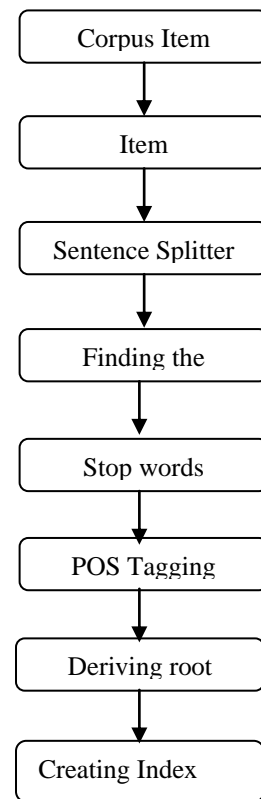 Corpus Item
Item
Sentence Splitter
Finding the
Stop words
POS Tagging
Deriving root
Creating Index